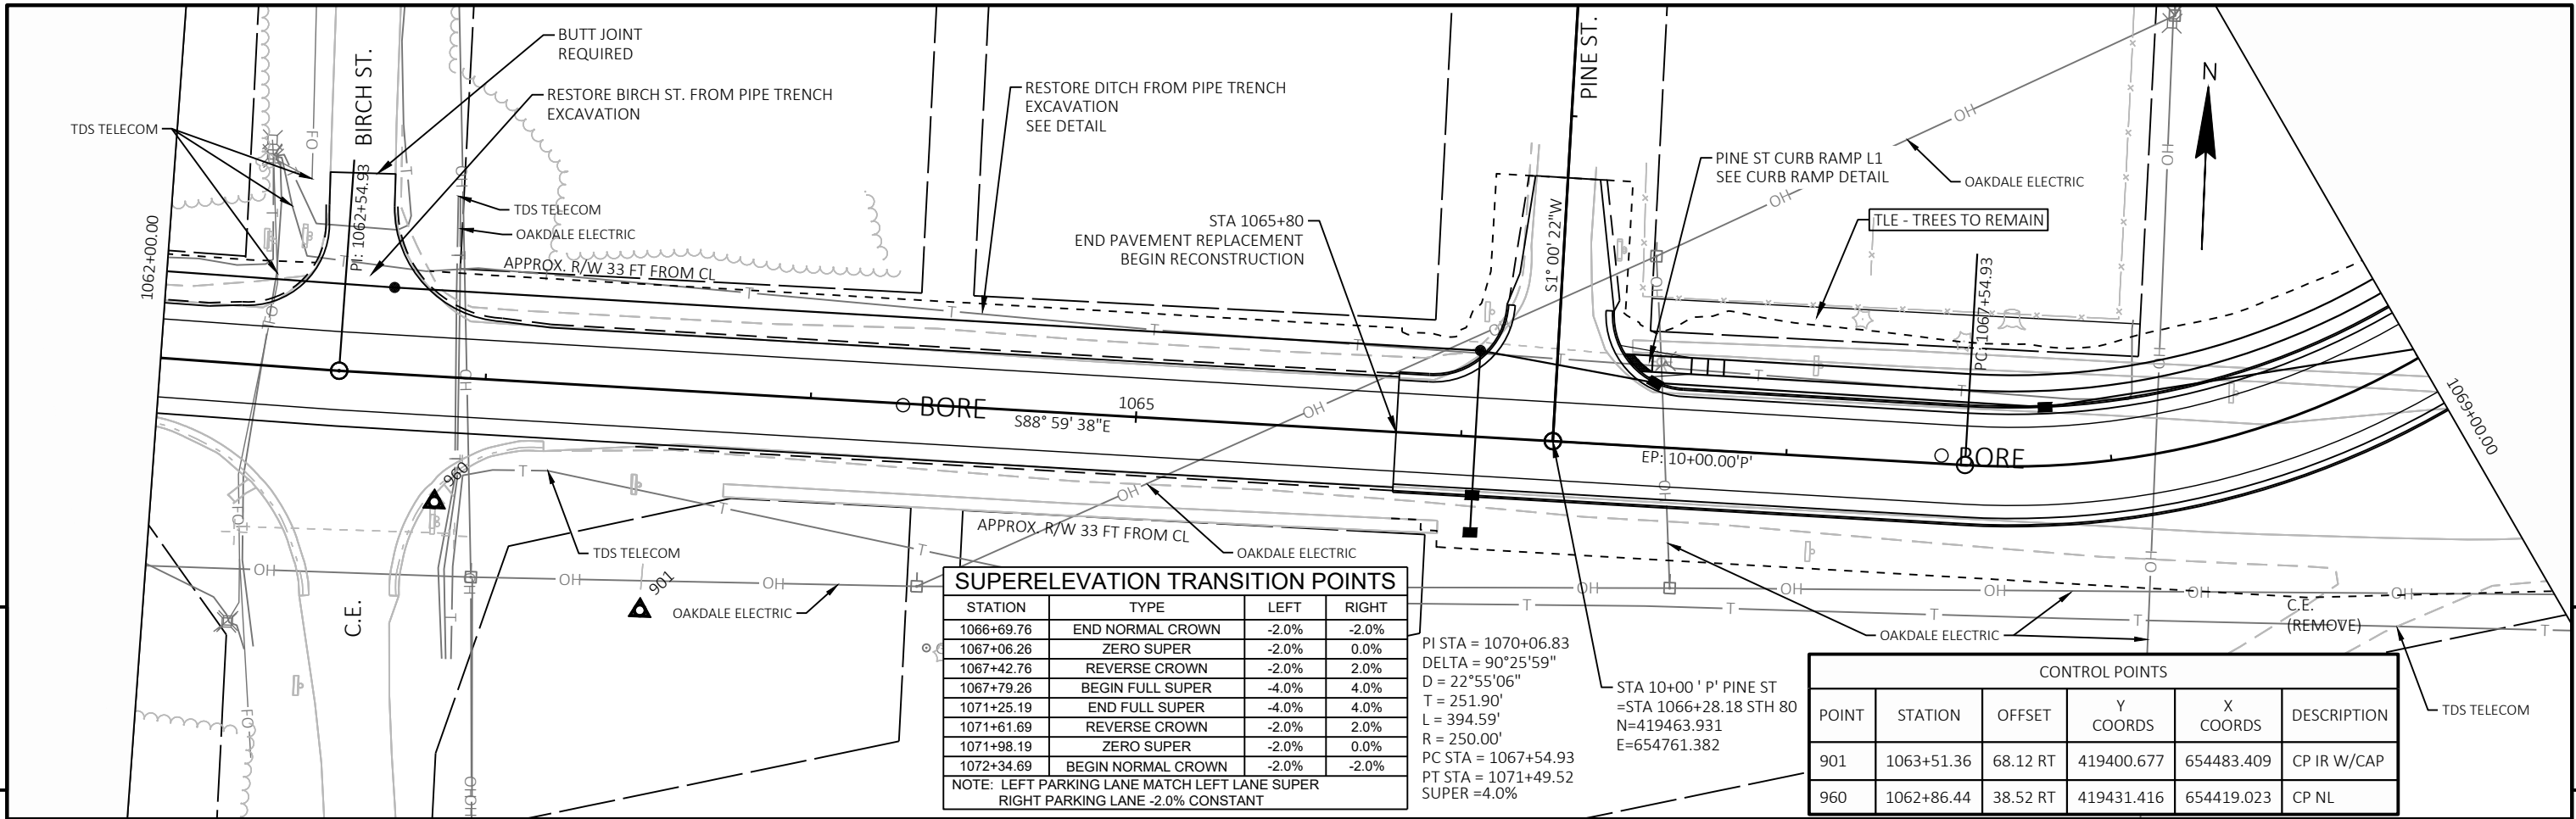 BUTT JOINT
REQUIRED
BIRCH ST.
RESTORE BIRCH ST. FROM PIPE TRENCH
EXCAVATION
TDS TELECOM
FO
PI: 1062+54.93
1062+00.00
TDS TELECOM
OAKDALE ELECTRIC
APPROX. R/W 33 FT FROM CL
RESTORE DITCH FROM PIPE TRENCH
EXCAVATION
SEE DETAIL
STA 1065+80
END PAVEMENT REPLACEMENT
BEGIN RECONSTRUCTION
PINE ST.
S1° 00' 22"W
PINE ST CURB RAMP L1
SEE CURB RAMP DETAIL
OH
OH
OAKDALE ELECTRIC
TLE - TREES TO REMAIN
PC: 1067+54.93
N
1069+00.00
BORE
1065
S88° 59' 38"E
OH
EP: 10+00.00'P'
BORE
960
TDS TELECOM
901
OAKDALE ELECTRIC
C.E.
APPROX. R/W 33 FT FROM CL
OAKDALE ELECTRIC
OH
OH
OH
OH
OH
OH
OH
OH
T
T
T
T
T
T
C.E.
(REMOVE)
OAKDALE ELECTRIC
TDS TELECOM
SUPERELEVATION TRANSITION POINTS
STATION TYPE LEFT RIGHT
1066+69.76 END NORMAL CROWN -2.0% -2.0%
1067+06.26 ZERO SUPER -2.0% 0.0%
1067+42.76 REVERSE CROWN -2.0% 2.0%
1067+79.26 BEGIN FULL SUPER -4.0% 4.0%
1071+25.19 END FULL SUPER -4.0% 4.0%
1071+61.69 REVERSE CROWN -2.0% 2.0%
1071+98.19 ZERO SUPER -2.0% 0.0%
1072+34.69 BEGIN NORMAL CROWN -2.0% -2.0%
NOTE: LEFT PARKING LANE MATCH LEFT LANE SUPER
RIGHT PARKING LANE -2.0% CONSTANT
PI STA = 1070+06.83
DELTA = 90°25'59"
D = 22°55'06"
T = 251.90'
L = 394.59'
R = 250.00'
PC STA = 1067+54.93
PT STA = 1071+49.52
SUPER =4.0%
STA 10+00 ' P' PINE ST
=STA 1066+28.18 STH 80
N=419463.931
E=654761.382
CONTROL POINTS
POINT STATION OFFSET Y COORDS X COORDS DESCRIPTION
901 1063+51.36 68.12 RT 419400.677 654483.409 CP IR W/CAP
960 1062+86.44 38.52 RT 419431.416 654419.023 CP NL